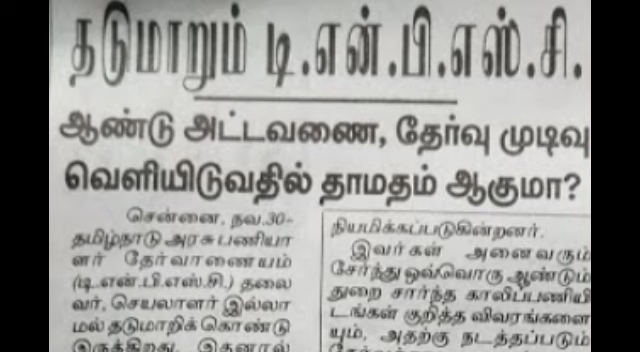 தடுமாறும் டி.என்.பி.எஸ்.சி.
ஆண்டு அட்டவணை, தேர்வு முடிவு
வெளியிடுவதில் தாமதம் ஆகுமா?
சென்னை, நவ.30-
தமிழ்நாடு அரசு பணியா
ளர் தேர்வாணையம்
(டி.என்.பி.எஸ்.சி.) தலை
வர், செயலாளர் இல்லா
மல் தடுமாறிக் கொண்டு
இருக்கிறது. இதனால்
நியமிக்கப்படுகின்றனர்.
இவர்கள் அனைவரும்
சேர்ந்து ஒவ்வொரு ஆண்டும்
துறை சார்ந்த காலிப்பணியி
டங்கள் குறித்த விவரங்களை
யும், அதற்கு நடத்தப்படும்